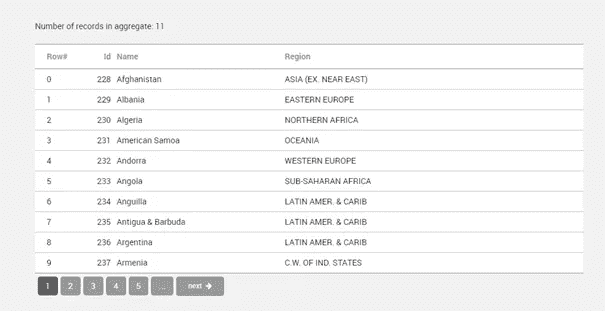 Number of records in aggregate: 11
Row# Id Name Region
0 228 Afghanistan ASIA (EX. NEAR EAST)
1 229 Albania EASTERN EUROPE
2 230 Algeria NORTHERN AFRICA
3 231 American Samoa OCEANIA
4 232 Andorra WESTERN EUROPE
5 233 Angola SUB-SAHARAN AFRICA
6 234 Anguilla LATIN AMER. & CARIB
7 235 Antigua & Barbuda LATIN AMER. & CARIB
8 236 Argentina LATIN AMER. & CARIB
9 237 Armenia C.W. OF IND. STATES
1 2 3 4 5 ... next →